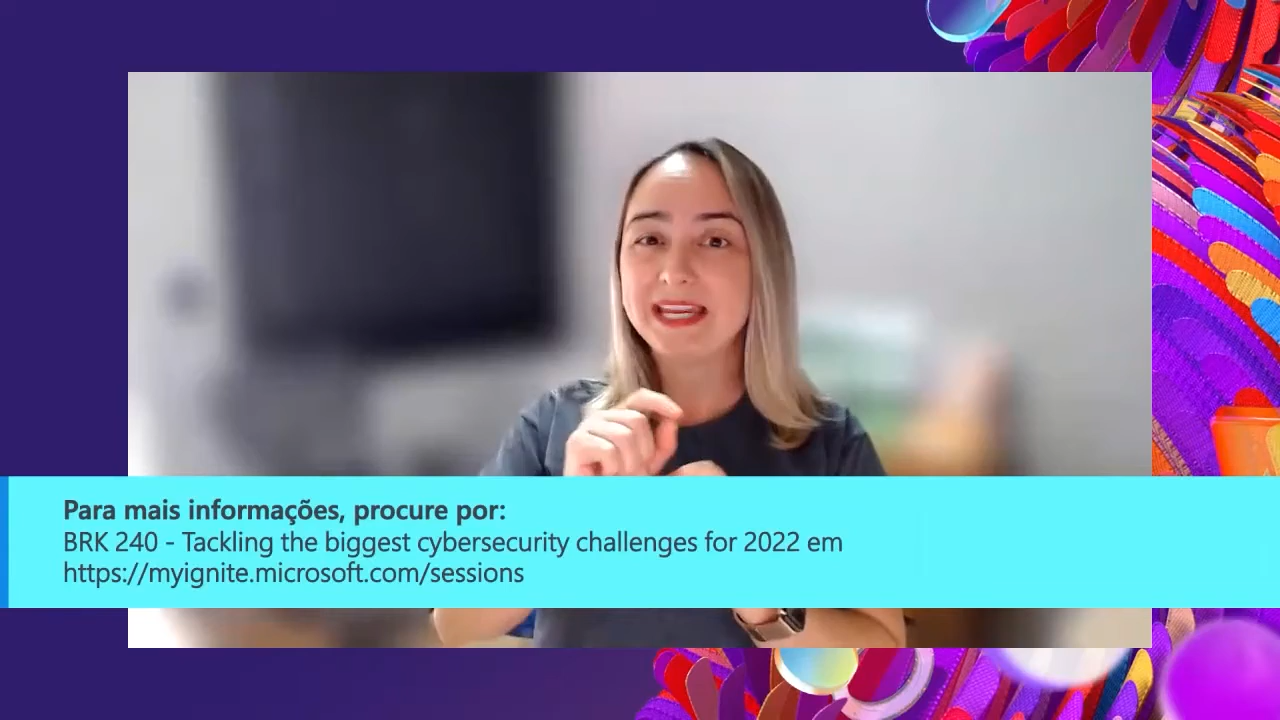 Para mais informações, procure por:
BRK 240 - Tackling the biggest cybersecurity challenges for 2022 em
https://myignite.microsoft.com/sessions